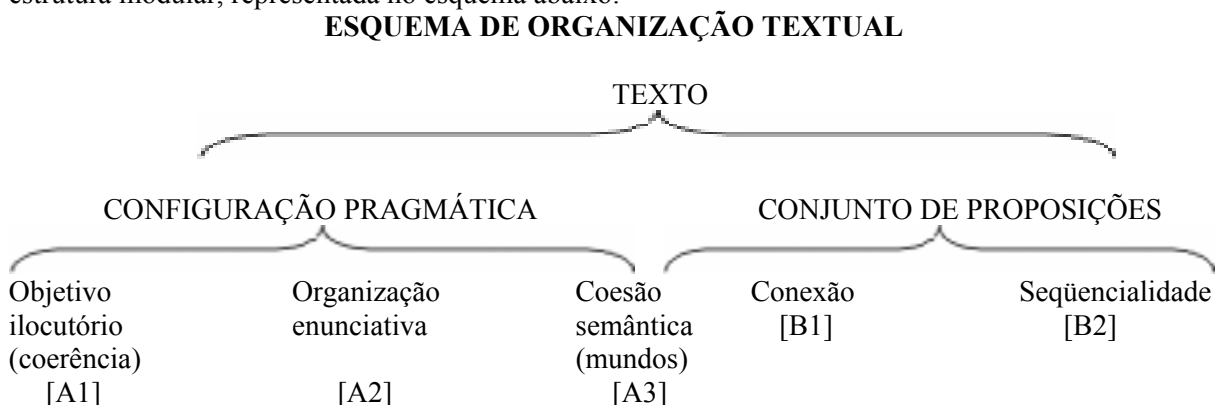 estrutura modular, representada no esquema abaixo:
ESQUEMA DE ORGANIZAÇÃO TEXTUAL
TEXTO
CONFIGURAÇÃO PRAGMÁTICA CONJUNTO DE PROPOSIÇÕES
Objetivo Organização Coesão Conexão Seqüencialidade
ilocutório enunciativa semântica [B1] [B2]
(coerência) (mundos)
[A1] [A2] [A3]